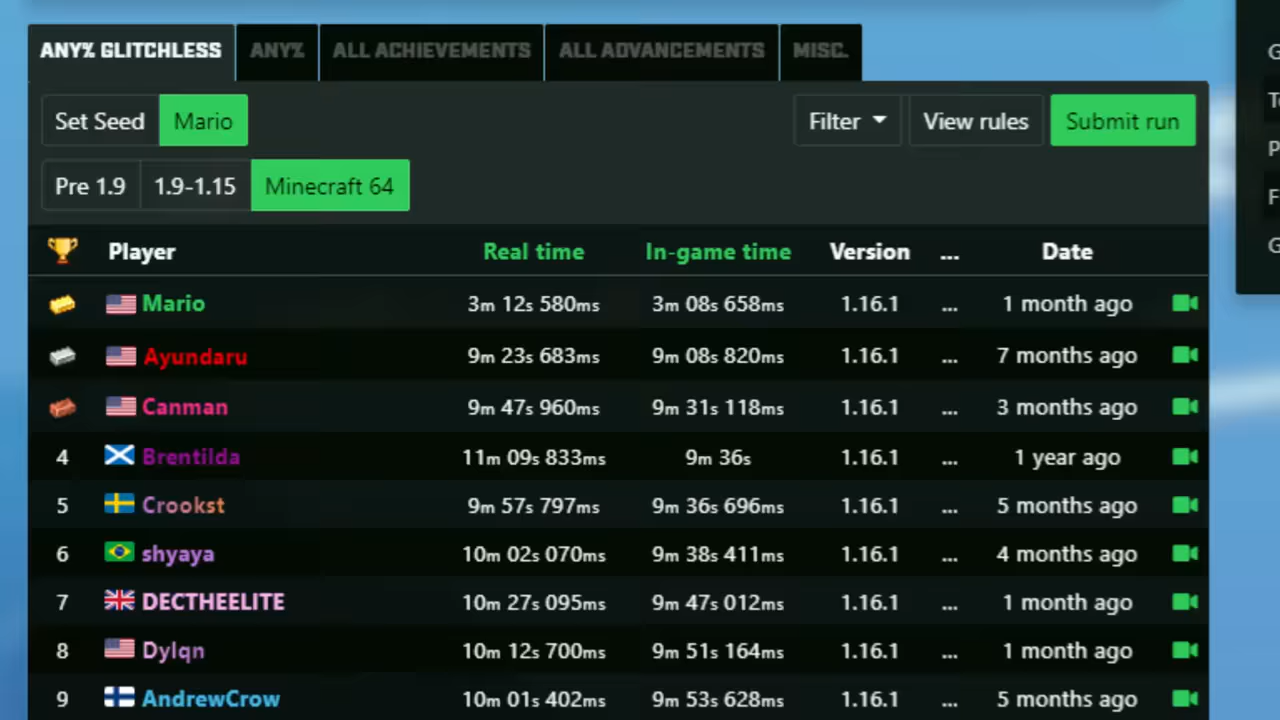 ANY% GLITCHLESS ANY% ALL ACHIEVEMENTS ALL ADVANCEMENTS MISC.
Set Seed Mario Filter View rules Submit run
Pre 1.9 1.9-1.15 Minecraft 64
Player Real time In-game time Version ... Date
Mario 3m 12s 580ms 3m 08s 658ms 1.16.1 ... 1 month ago
Ayundaru 9m 23s 683ms 9m 08s 820ms 1.16.1 ... 7 months ago
Canman 9m 47s 960ms 9m 31s 118ms 1.16.1 ... 3 months ago
4 Brentilda 11m 09s 833ms 9m 36s 1.16.1 ... 1 year ago
5 Crookst 9m 57s 797ms 9m 36s 696ms 1.16.1 ... 5 months ago
6 shyaya 10m 02s 070ms 9m 38s 411ms 1.16.1 ... 4 months ago
7 DECTHEELITE 10m 27s 095ms 9m 47s 012ms 1.16.1 ... 1 month ago
8 Dylqn 10m 12s 700ms 9m 51s 164ms 1.16.1 ... 1 month ago
9 AndrewCrow 10m 01s 402ms 9m 53s 628ms 1.16.1 ... 5 months ago